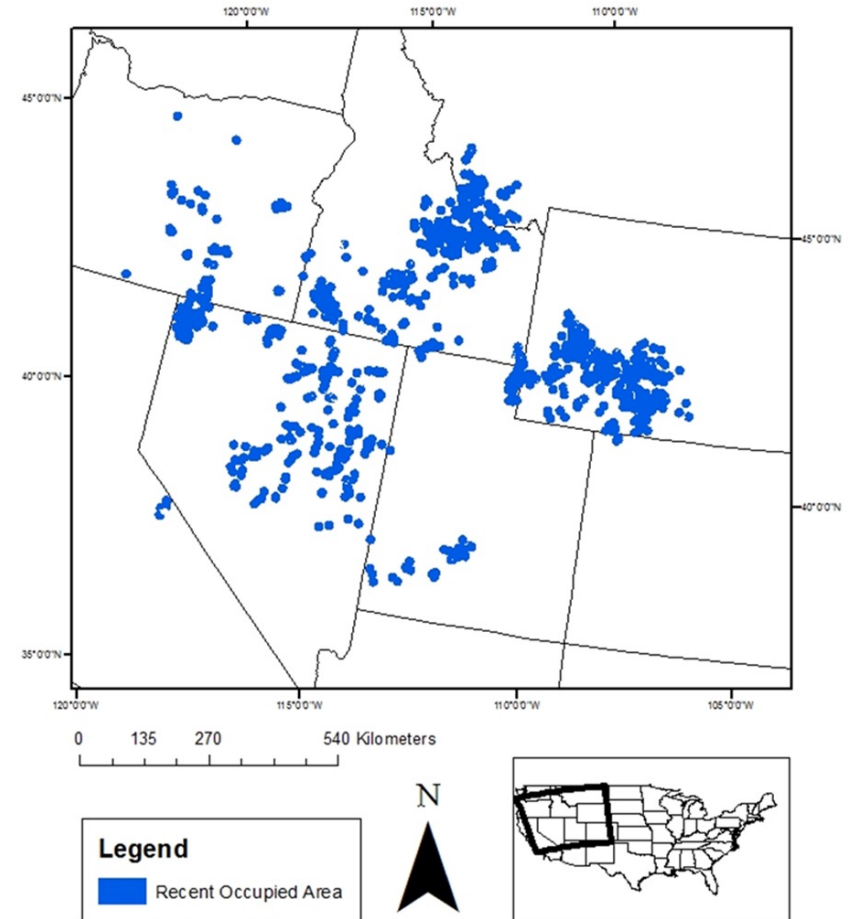 120°0'0"W 115°0'0"W 110°0'0"W
45°0'0"N
45°0'0"N
40°0'0"N
40°0'0"N
35°0'0"N
120°0'0"W 115°0'0"W 110°0'0"W 105°0'0"W
0 135 270 540 Kilometers
N
Legend
Recent Occupied Area